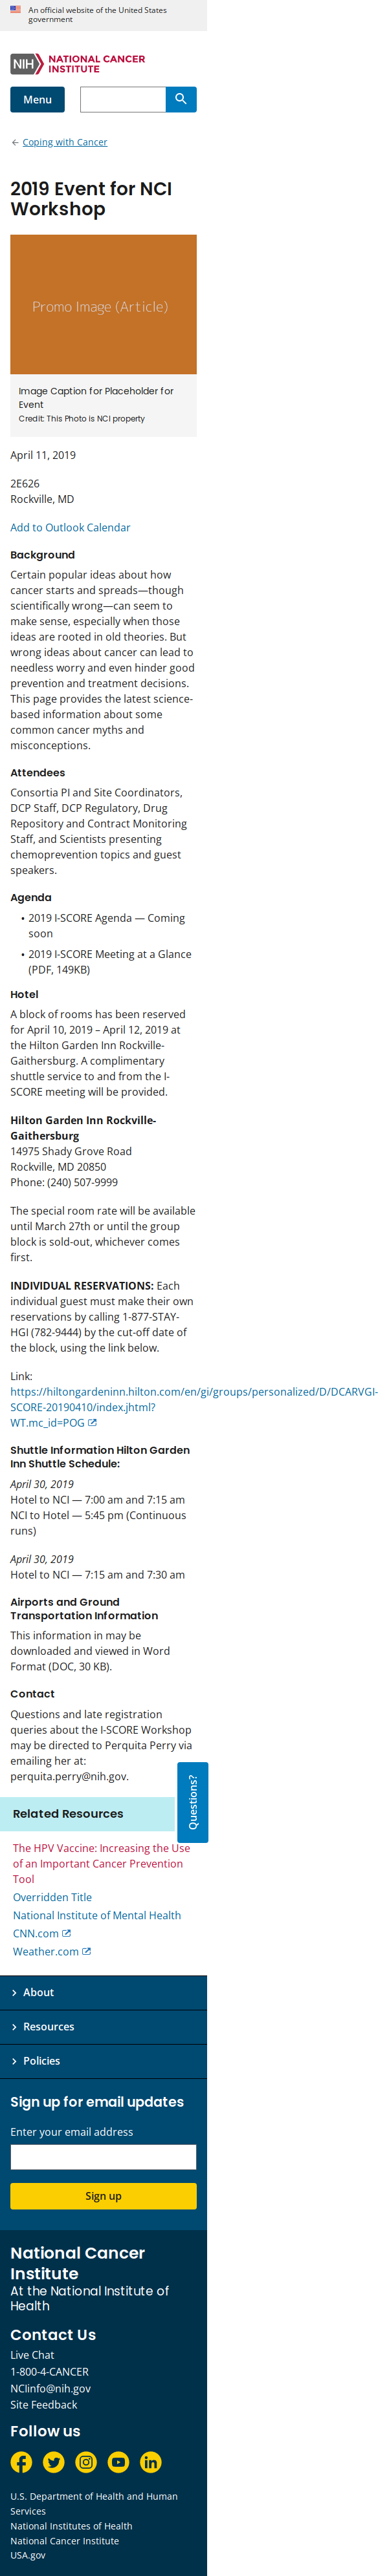 An official website of the United States
government
NIH NATIONAL CANCER
INSTITUTE
Menu
Coping with Cancer
2019 Event for NCI
Workshop
Promo Image (Article)
Image Caption for Placeholder for
Event
Credit: This Photo is NCI property
April 11, 2019
2E626
Rockville, MD
Add to Outlook Calendar
Background
Certain popular ideas about how
cancer starts and spreads—though
scientifically wrong—can seem to
make sense, especially when those
ideas are rooted in old theories. But
wrong ideas about cancer can lead to
needless worry and even hinder good
prevention and treatment decisions.
This page provides the latest science-
based information about some
common cancer myths and
misconceptions.
Attendees
Consortia PI and Site Coordinators,
DCP Staff, DCP Regulatory, Drug
Repository and Contract Monitoring
Staff, and Scientists presenting
chemoprevention topics and guest
speakers.
Agenda
• 2019 I-SCORE Agenda — Coming
soon
• 2019 I-SCORE Meeting at a Glance
(PDF, 149KB)
Hotel
A block of rooms has been reserved
for April 10, 2019 – April 12, 2019 at
the Hilton Garden Inn Rockville-
Gaithersburg. A complimentary
shuttle service to and from the I-
SCORE meeting will be provided.
Hilton Garden Inn Rockville-
Gaithersburg
14975 Shady Grove Road
Rockville, MD 20850
Phone: (240) 507-9999
The special room rate will be available
until March 27th or until the group
block is sold-out, whichever comes
first.
INDIVIDUAL RESERVATIONS: Each
individual guest must make their own
reservations by calling 1-877-STAY-
HGI (782-9444) by the cut-off date of
the block, using the link below.
Link:
https://hiltongardeninn.hilton.com/en/gi/groups/personalized/D/DCARVGI-
SCORE-20190410/index.jhtml?
WT.mc_id=POG
Shuttle Information Hilton Garden
Inn Shuttle Schedule:
April 30, 2019
Hotel to NCI — 7:00 am and 7:15 am
NCI to Hotel — 5:45 pm (Continuous
runs)
April 30, 2019
Hotel to NCI — 7:15 am and 7:30 am
Airports and Ground
Transportation Information
This information in may be
downloaded and viewed in Word
Format (DOC, 30 KB).
Contact
Questions and late registration
queries about the I-SCORE Workshop
may be directed to Perquita Perry via
emailing her at:
perquita.perry@nih.gov.
Questions?
Related Resources
The HPV Vaccine: Increasing the Use
of an Important Cancer Prevention
Tool
Overridden Title
National Institute of Mental Health
CNN.com
Weather.com
About
Resources
Policies
Sign up for email updates
Enter your email address
Sign up
National Cancer
Institute
At the National Institute of
Health
Contact Us
Live Chat
1-800-4-CANCER
NCIinfo@nih.gov
Site Feedback
Follow us
U.S. Department of Health and Human
Services
National Institutes of Health
National Cancer Institute
USA.gov